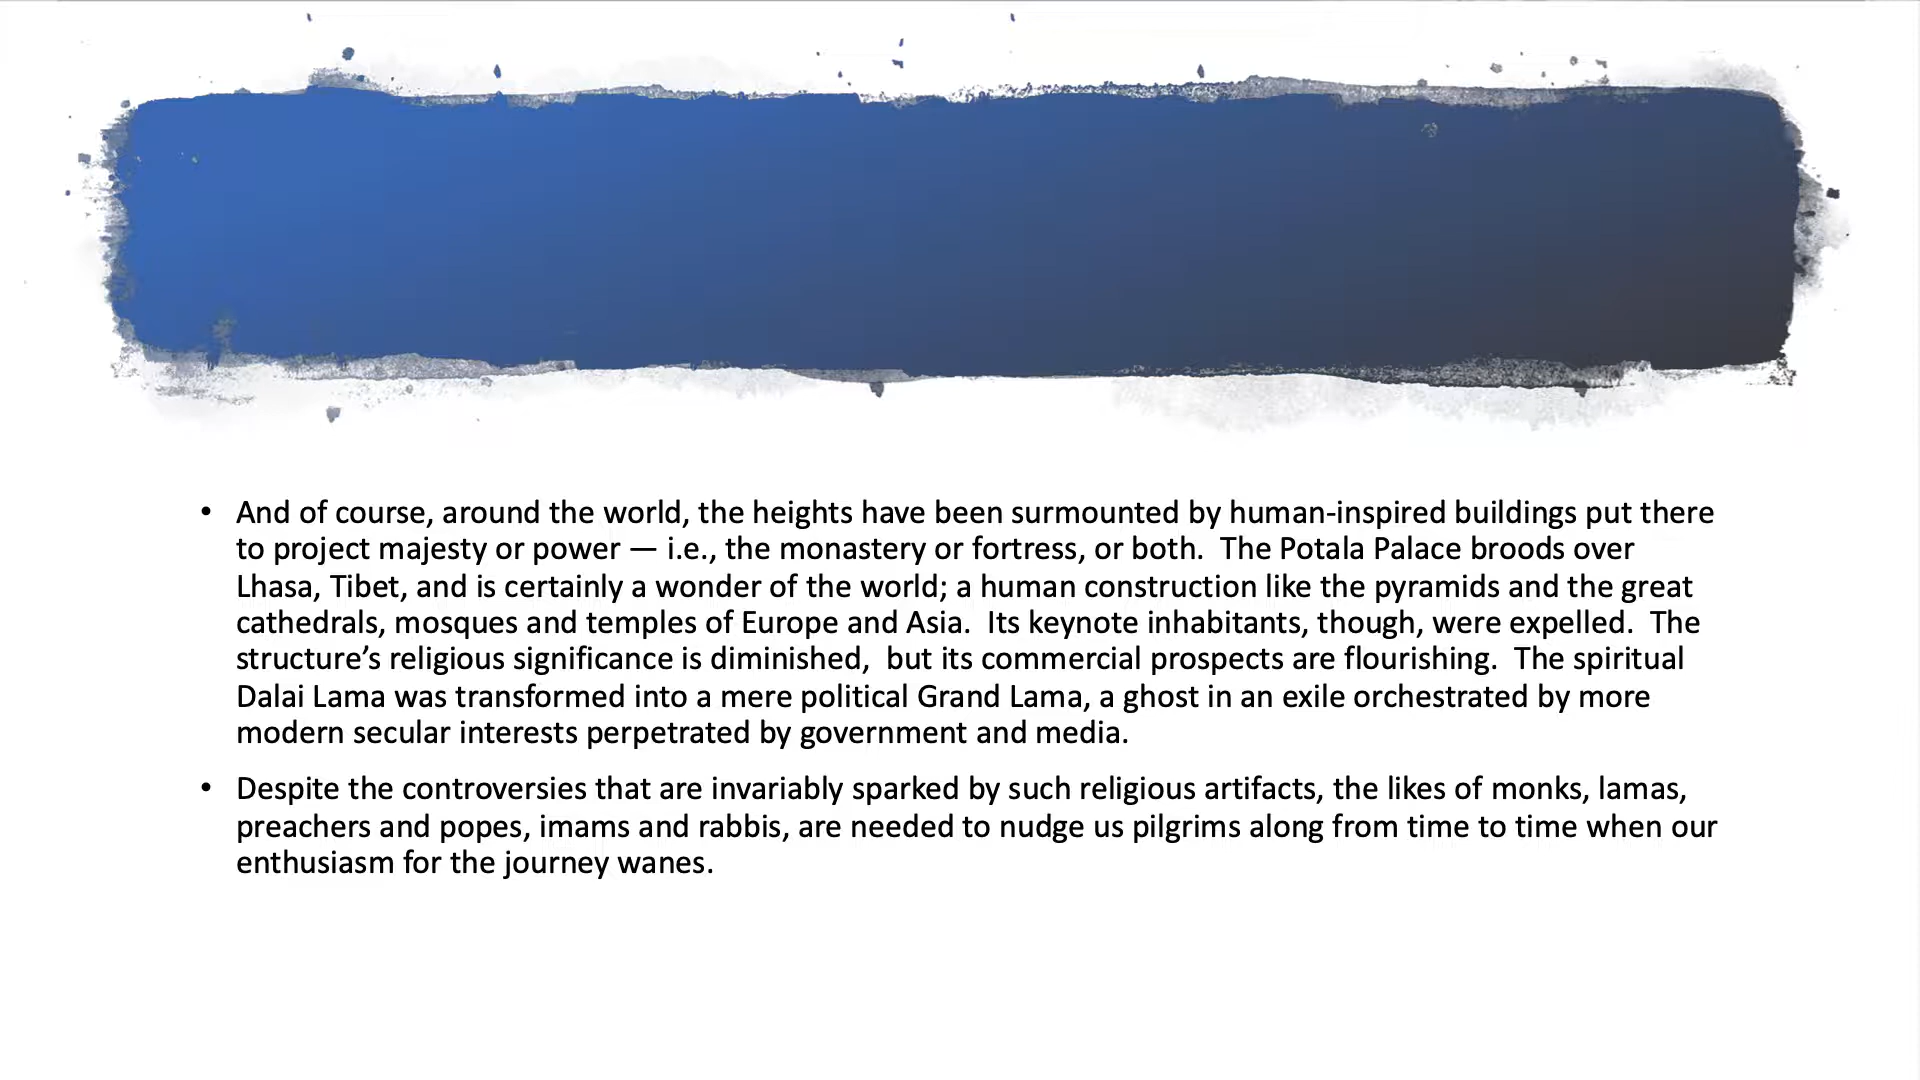 • And of course, around the world, the heights have been surmounted by human-inspired buildings put there
to project majesty or power — i.e., the monastery or fortress, or both.  The Potala Palace broods over
Lhasa, Tibet, and is certainly a wonder of the world; a human construction like the pyramids and the great
cathedrals, mosques and temples of Europe and Asia.  Its keynote inhabitants, though, were expelled.  The
structure’s religious significance is diminished,  but its commercial prospects are flourishing.  The spiritual
Dalai Lama was transformed into a mere political Grand Lama, a ghost in an exile orchestrated by more
modern secular interests perpetrated by government and media.
• Despite the controversies that are invariably sparked by such religious artifacts, the likes of monks, lamas,
preachers and popes, imams and rabbis, are needed to nudge us pilgrims along from time to time when our
enthusiasm for the journey wanes.